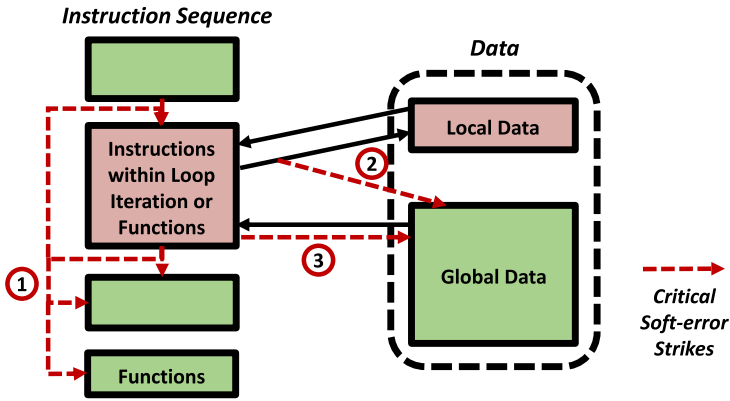 Instruction Sequence
Data
Instructions
within Loop
Iteration or
Functions
Local Data
2
3
1
Global Data
Functions
Critical
Soft-error
Strikes